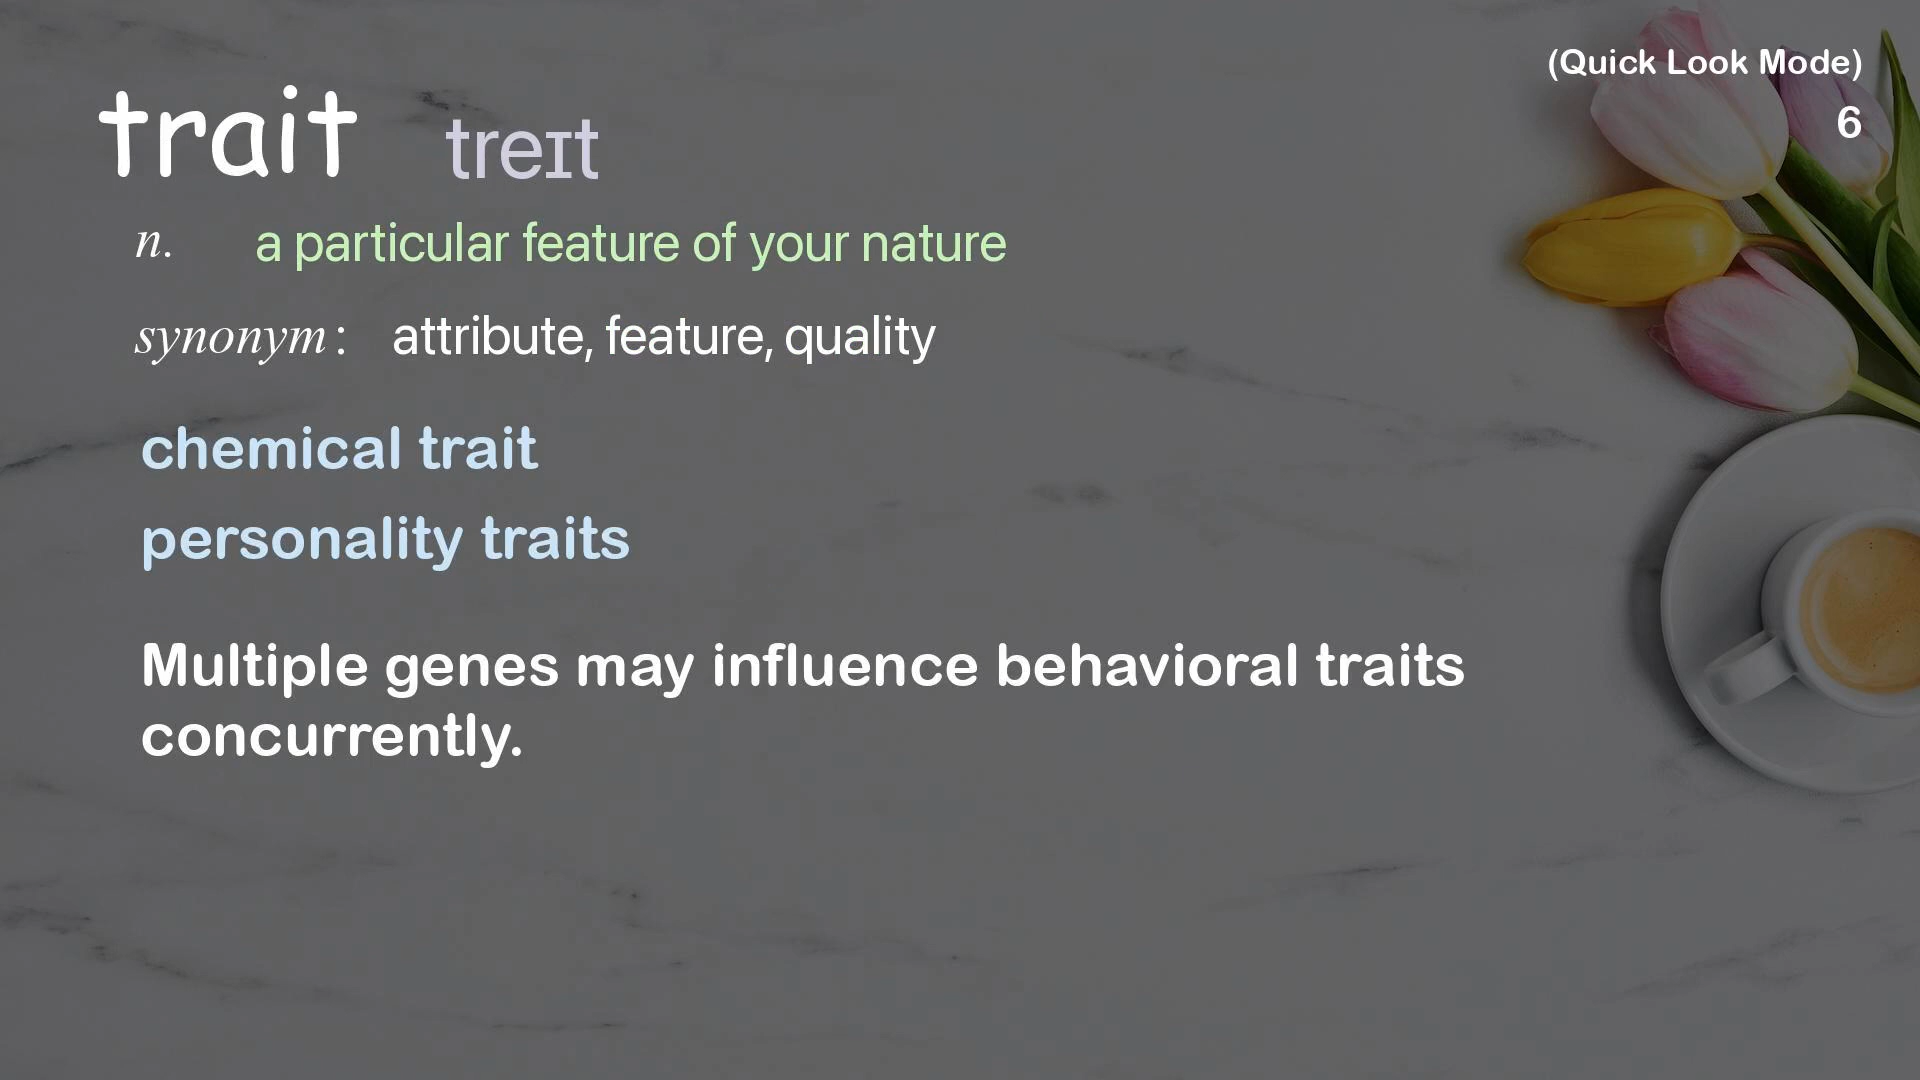 (Quick Look Mode)
6
trait treɪt
n. a particular feature of your nature
synonym: attribute, feature, quality
chemical trait
personality traits
Multiple genes may influence behavioral traits
concurrently.